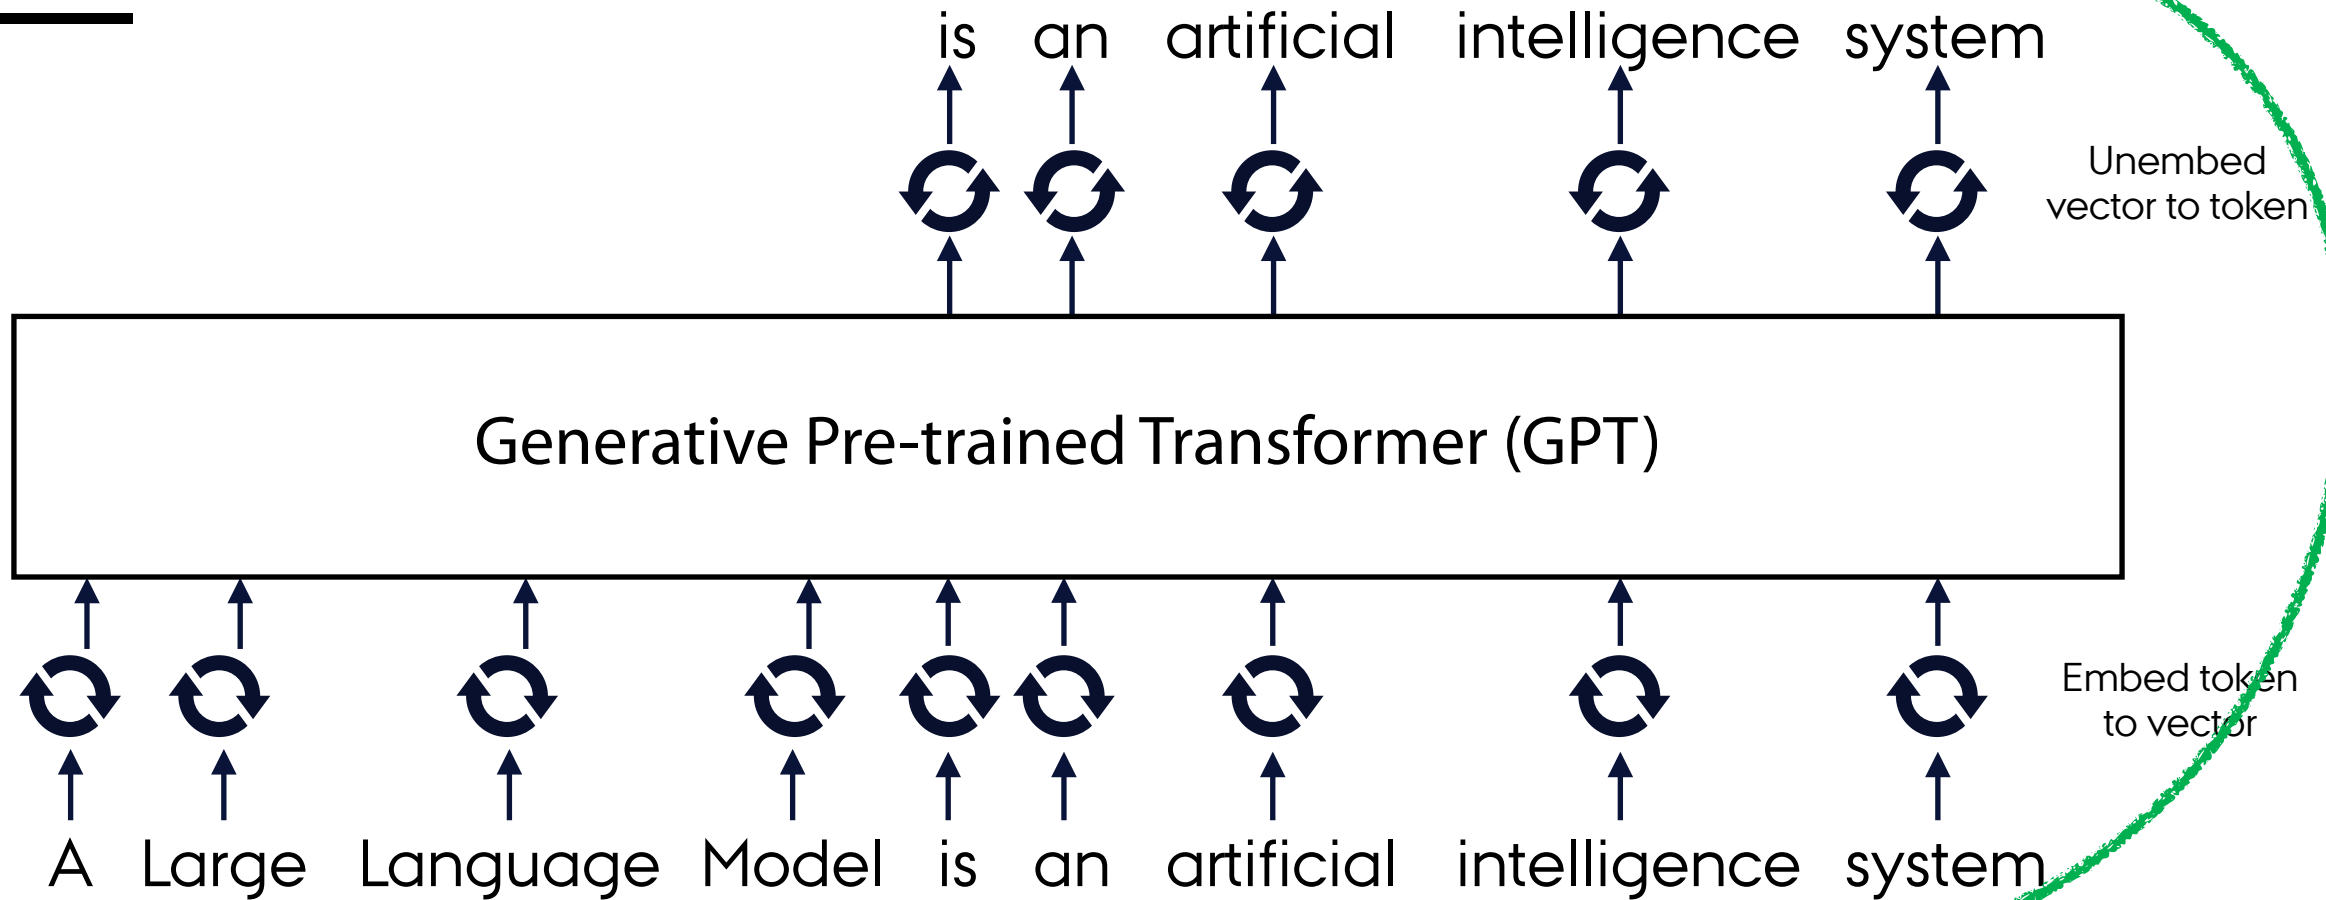 is an artificial intelligence system
Unembed
vector to token
Generative Pre-trained Transformer (GPT)
Embed token
to vector
A Large Language Model is an artificial intelligence system